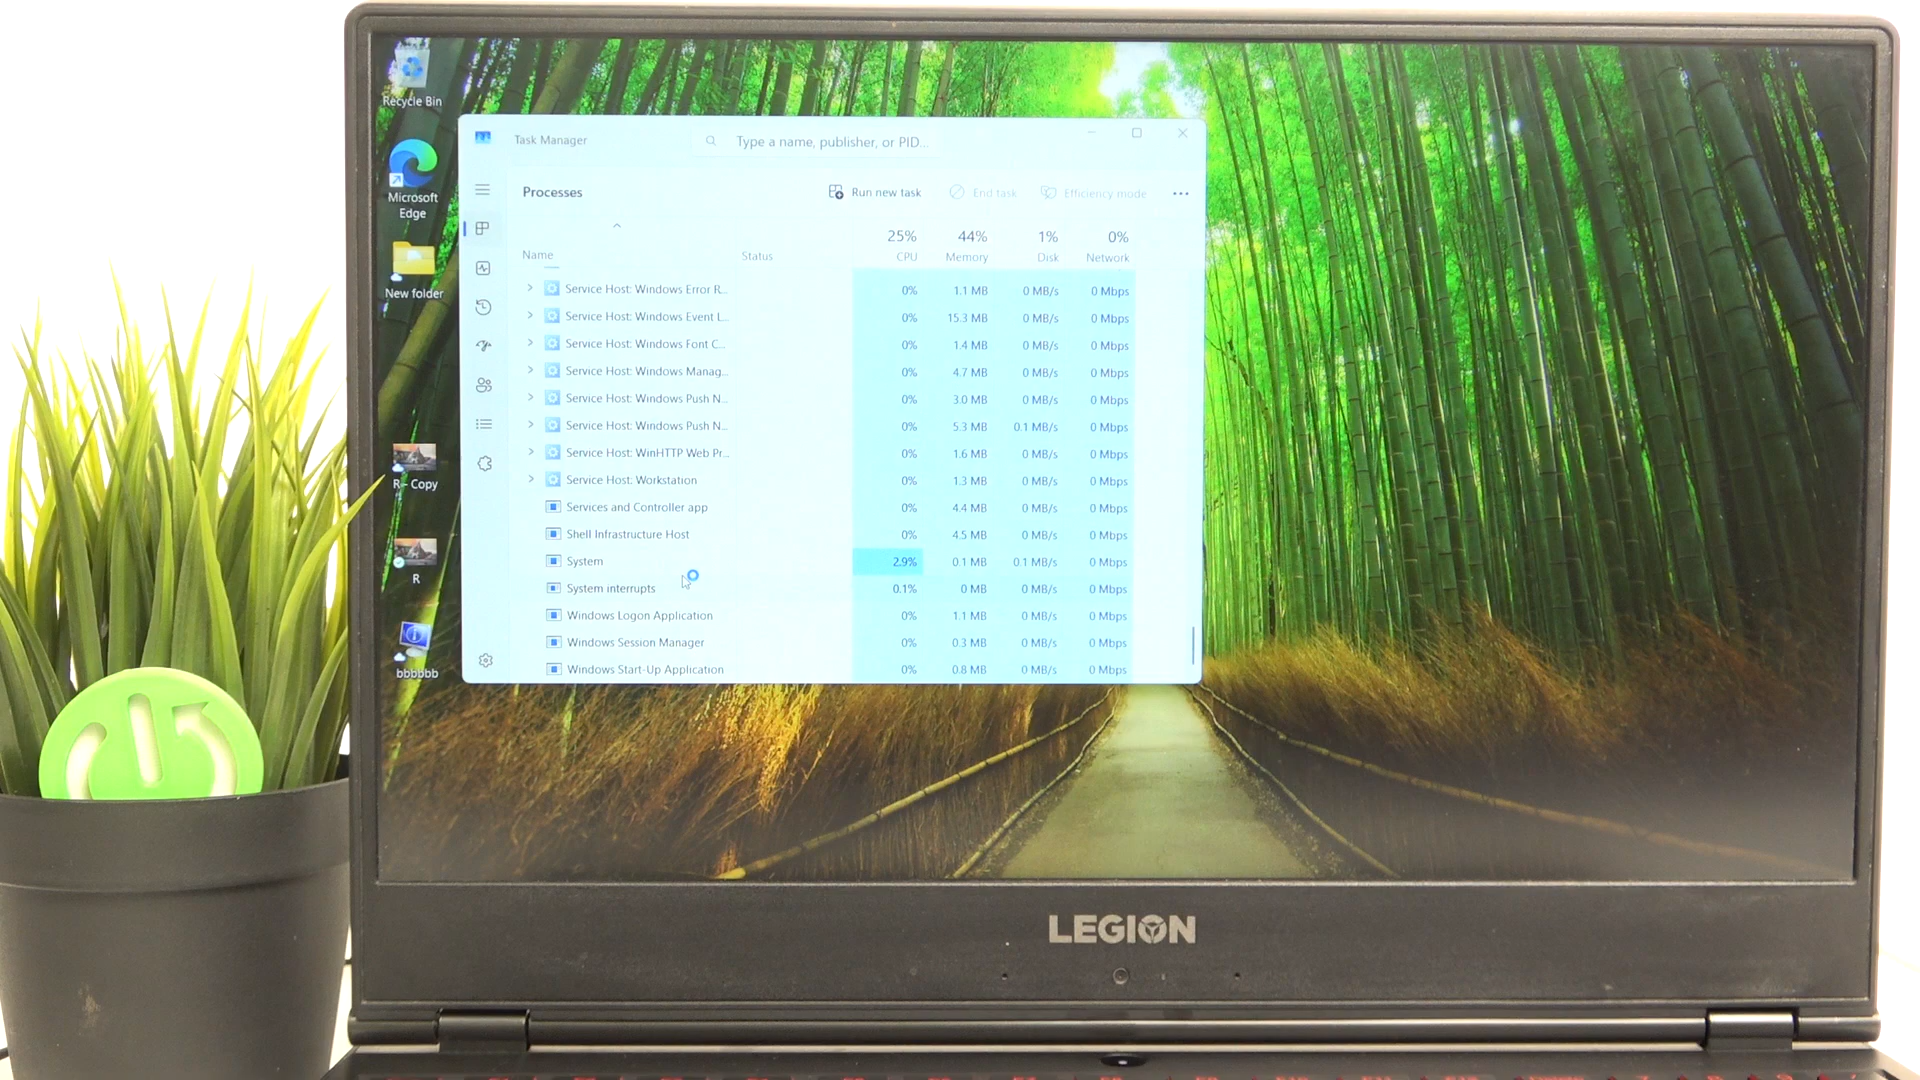 Recycle Bin
Microsoft
Edge
New folder
R - Copy
R
bbbbbb
Task Manager
Type a name, publisher, or PID...
Processes
Run new task
End task
Efficiency mode
25% 44% 1% 0%
Name Status CPU Memory Disk Network
Service Host: Windows Error R... 0% 1.1 MB 0 MB/s 0 Mbps
Service Host: Windows Event L... 0% 15.3 MB 0 MB/s 0 Mbps
Service Host: Windows Font C... 0% 1.4 MB 0 MB/s 0 Mbps
Service Host: Windows Manag... 0% 4.7 MB 0 MB/s 0 Mbps
Service Host: Windows Push N... 0% 3.0 MB 0 MB/s 0 Mbps
Service Host: Windows Push N... 0% 5.3 MB 0.1 MB/s 0 Mbps
Service Host: WinHTTP Web Pr... 0% 1.6 MB 0 MB/s 0 Mbps
Service Host: Workstation 0% 1.3 MB 0 MB/s 0 Mbps
Services and Controller app 0% 4.4 MB 0 MB/s 0 Mbps
Shell Infrastructure Host 0% 4.5 MB 0 MB/s 0 Mbps
System 2.9% 0.1 MB 0.1 MB/s 0 Mbps
System interrupts 0.1% 0 MB 0 MB/s 0 Mbps
Windows Logon Application 0% 1.1 MB 0 MB/s 0 Mbps
Windows Session Manager 0% 0.3 MB 0 MB/s 0 Mbps
Windows Start-Up Application 0% 0.8 MB 0 MB/s 0 Mbps
LEGION